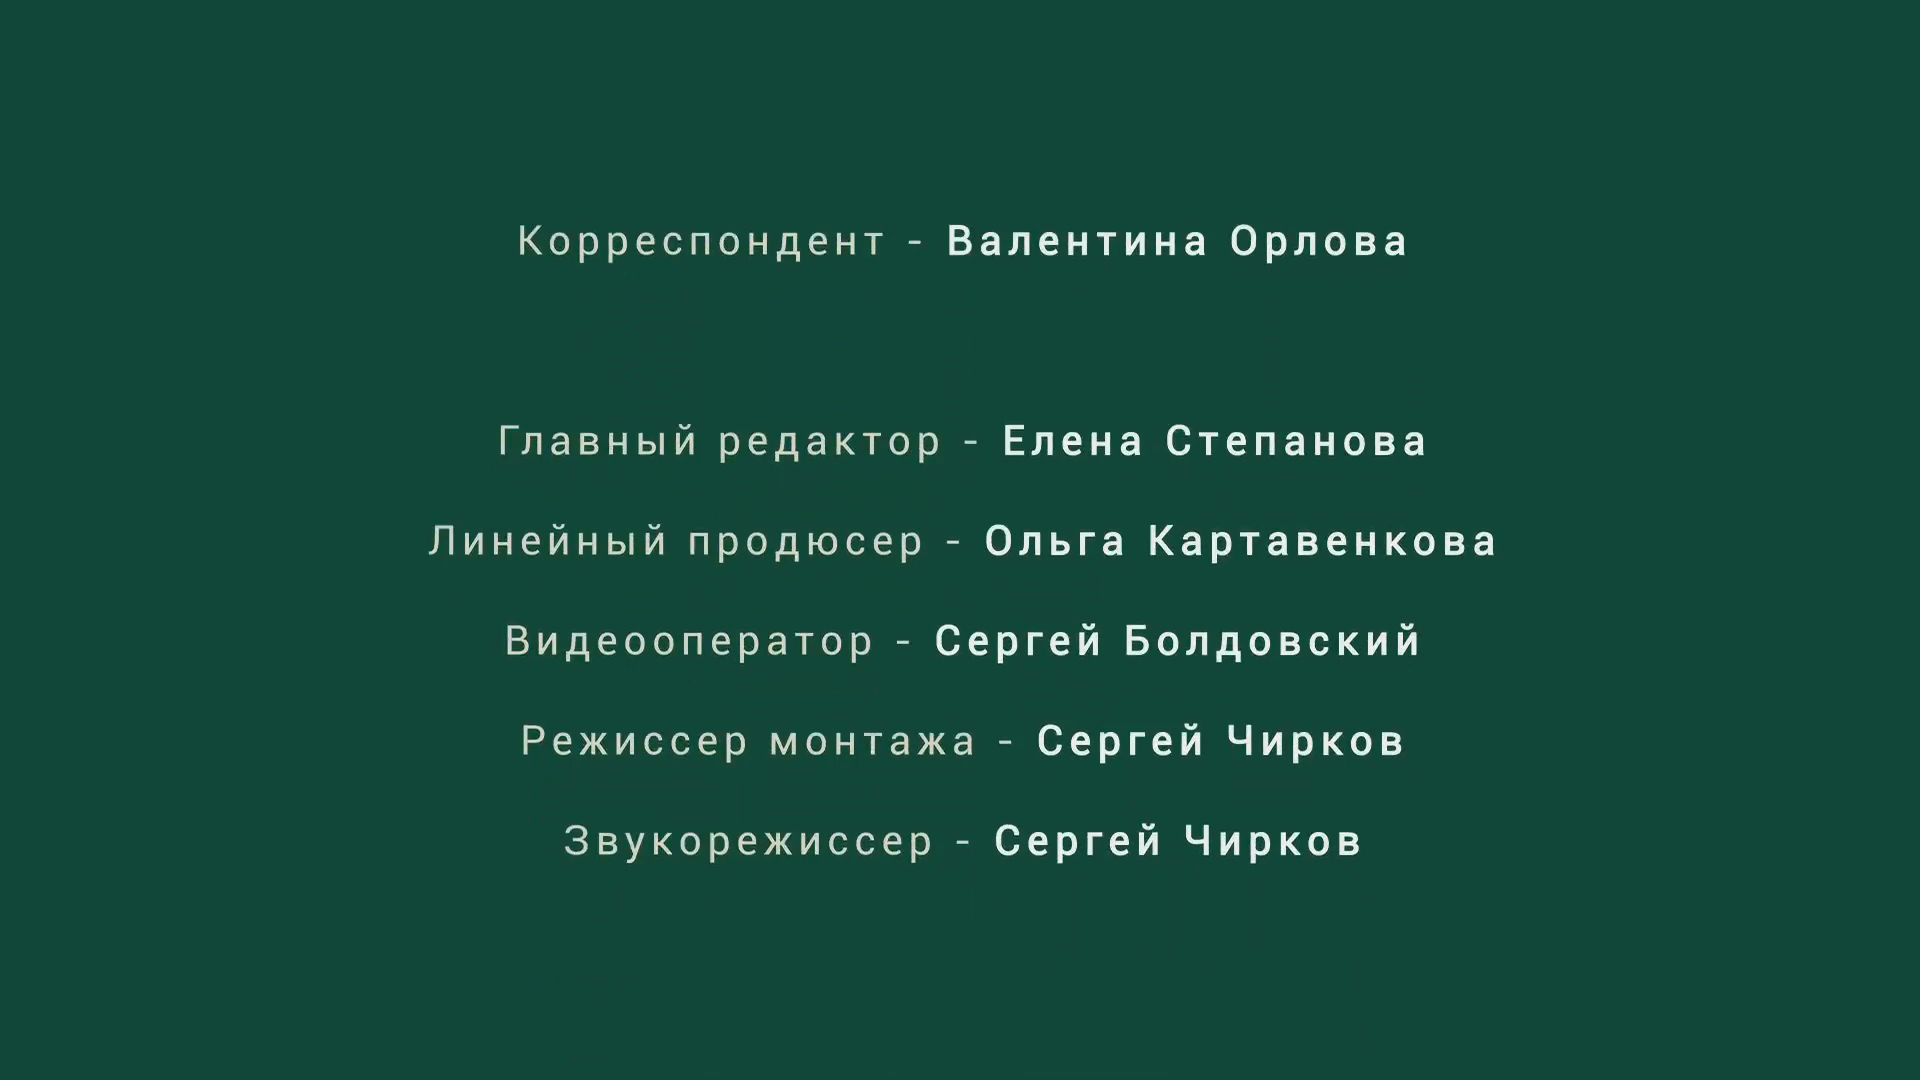 Корреспондент - Валентина Орлова
Главный редактор - Елена Степанова
Линейный продюсер - Ольга Картавенкова
Видеооператор - Сергей Болдовский
Режиссер монтажа - Сергей Чирков
Звукорежиссер - Сергей Чирков